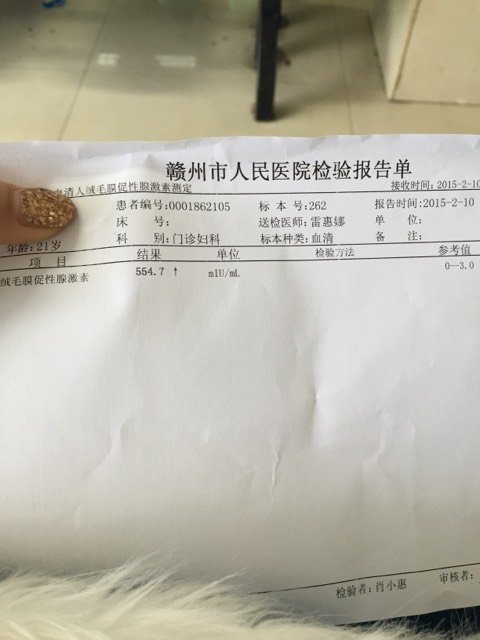 赣州市人民医院检验报告单
血清人绒毛膜促性腺激素测定 接收时间:2015-2-10
患者编号:0001862105 标 本 号:262 报告时间:2015-2-10
床 号: 送检医师:雷惠娜 单 位:
年龄:21岁 科 别:门诊妇科 标本种类:血清 备 注:
项 目 结果 单位 检验方法 参考值
绒毛膜促性腺激素 554.7 ↑ mIU/mL 0--3.0
检验者:肖小惠 审核者: